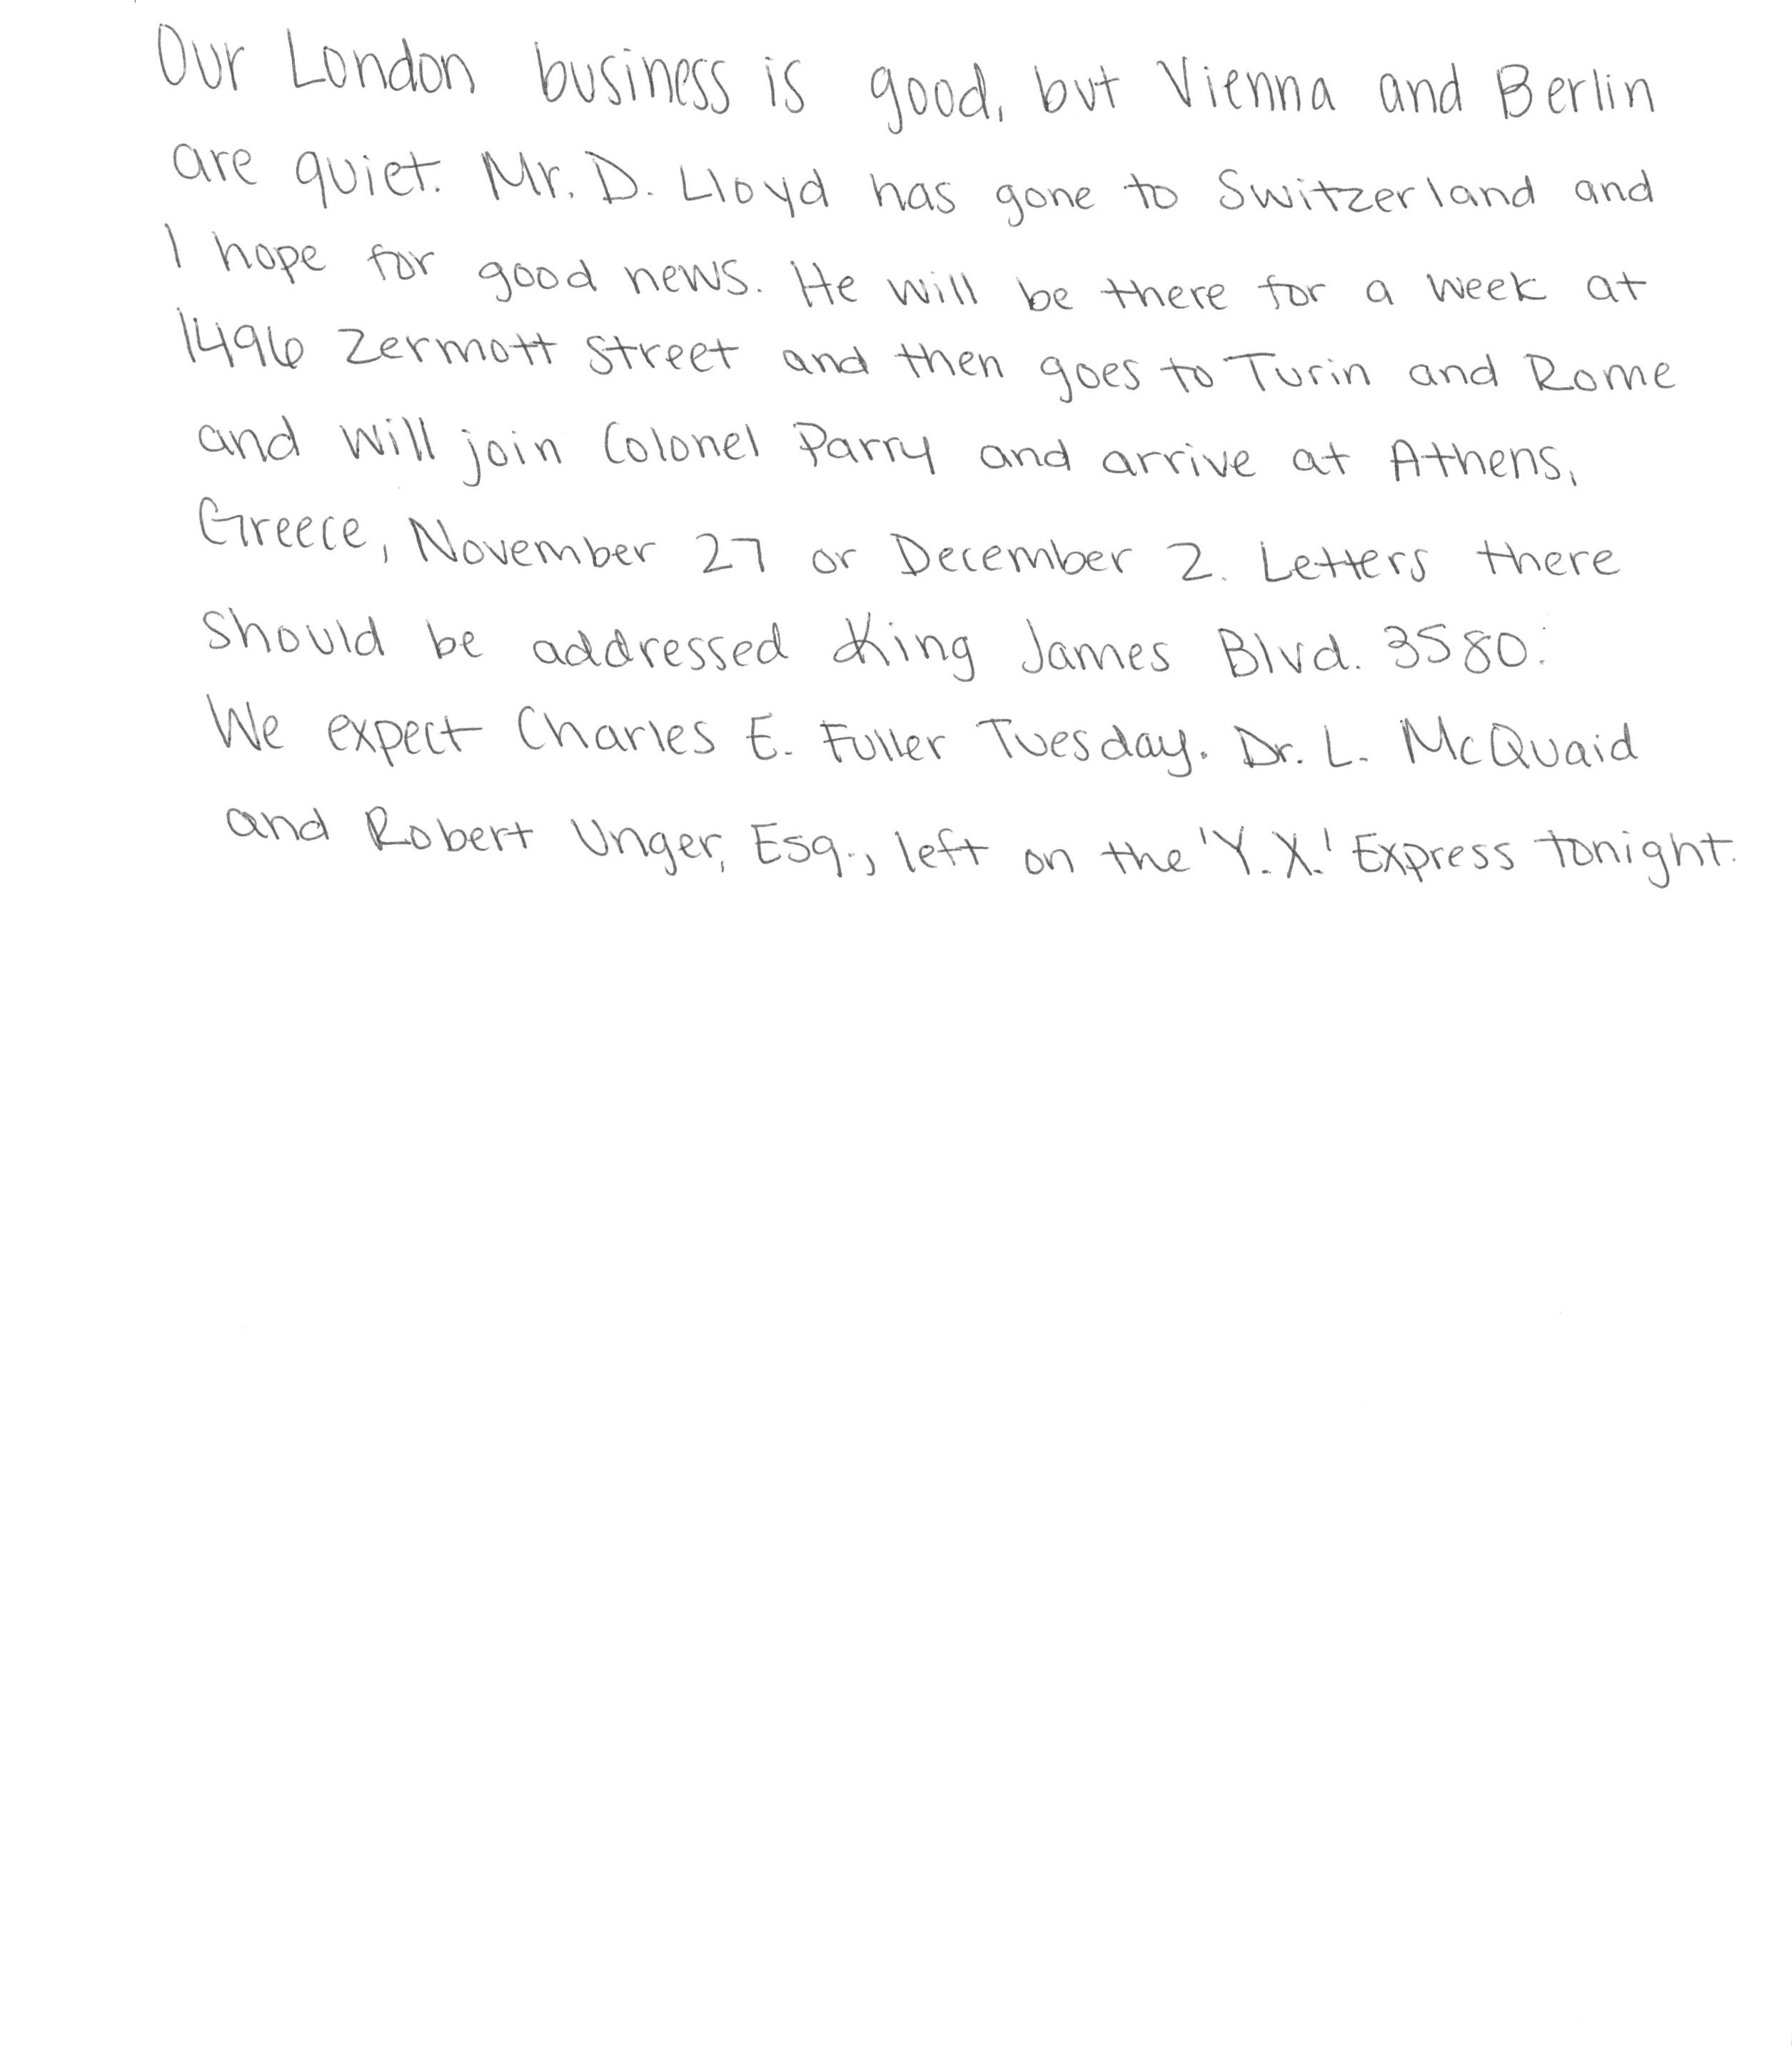 Our London business is good, but Vienna and Berlin
are quiet. Mr. D. Lloyd has gone to Switzerland and
I hope for good news. He will be there for a week at
1496 Zermott Street and then goes to Turin and Rome
and will join Colonel Parry and arrive at Athens,
Greece, November 27 or December 2. Letters there
should be addressed King James Blvd. 3580.
We expect Charles E. Fuller Tuesday. Dr. L. McQuaid
and Robert Unger, Esq., left on the 'Y.X.' Express tonight.